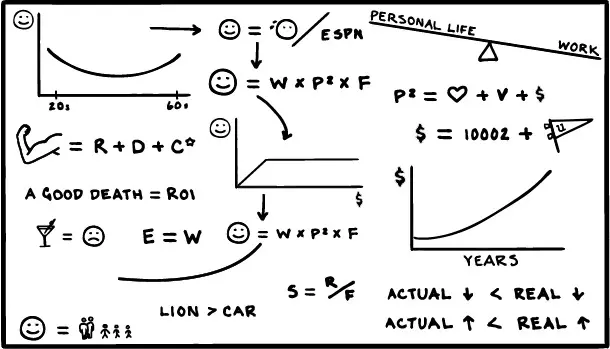 20s 60s
= / ESPN
PERSONAL LIFE
WORK
= W x P² x F
P² = ♡ + V + $
$ = 10002 + U
= R + D + C☆
$
A GOOD DEATH = ROI
$
YEARS
= ☹ E = W
= W x P² x F
S = R/F
LION > CAR
ACTUAL ↓ < REAL ↓
ACTUAL ↑ < REAL ↑
=